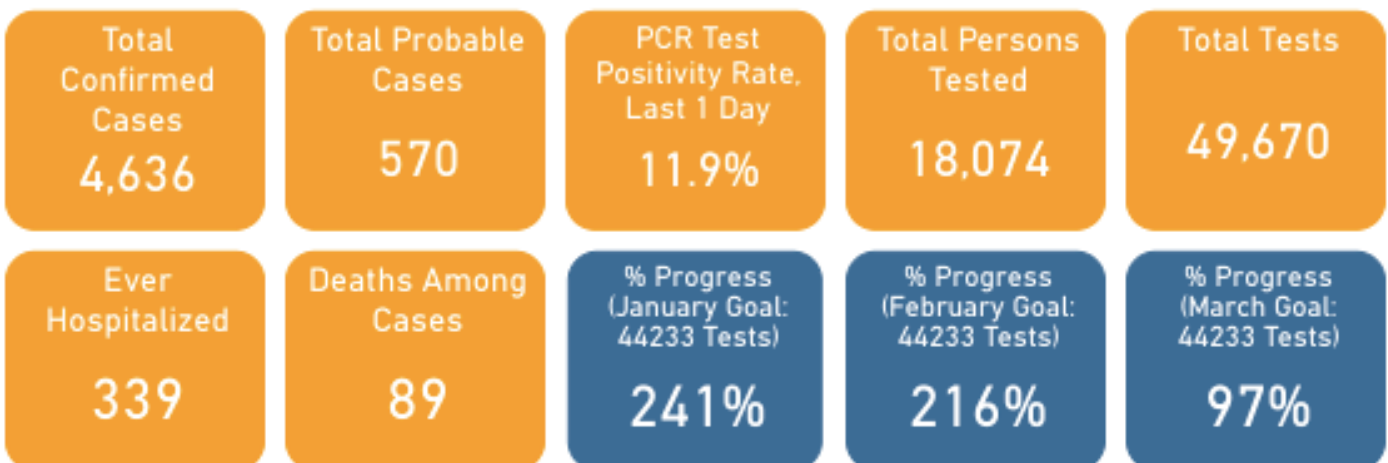 Total
Confirmed
Cases
4,636
Total Probable
Cases
570
PCR Test
Positivity Rate,
Last 1 Day
11.9%
Total Persons
Tested
18,074
Total Tests
49,670
Ever
Hospitalized
339
Deaths Among
Cases
89
% Progress
(January Goal:
44233 Tests)
241%
% Progress
(February Goal:
44233 Tests)
216%
% Progress
(March Goal:
44233 Tests)
97%